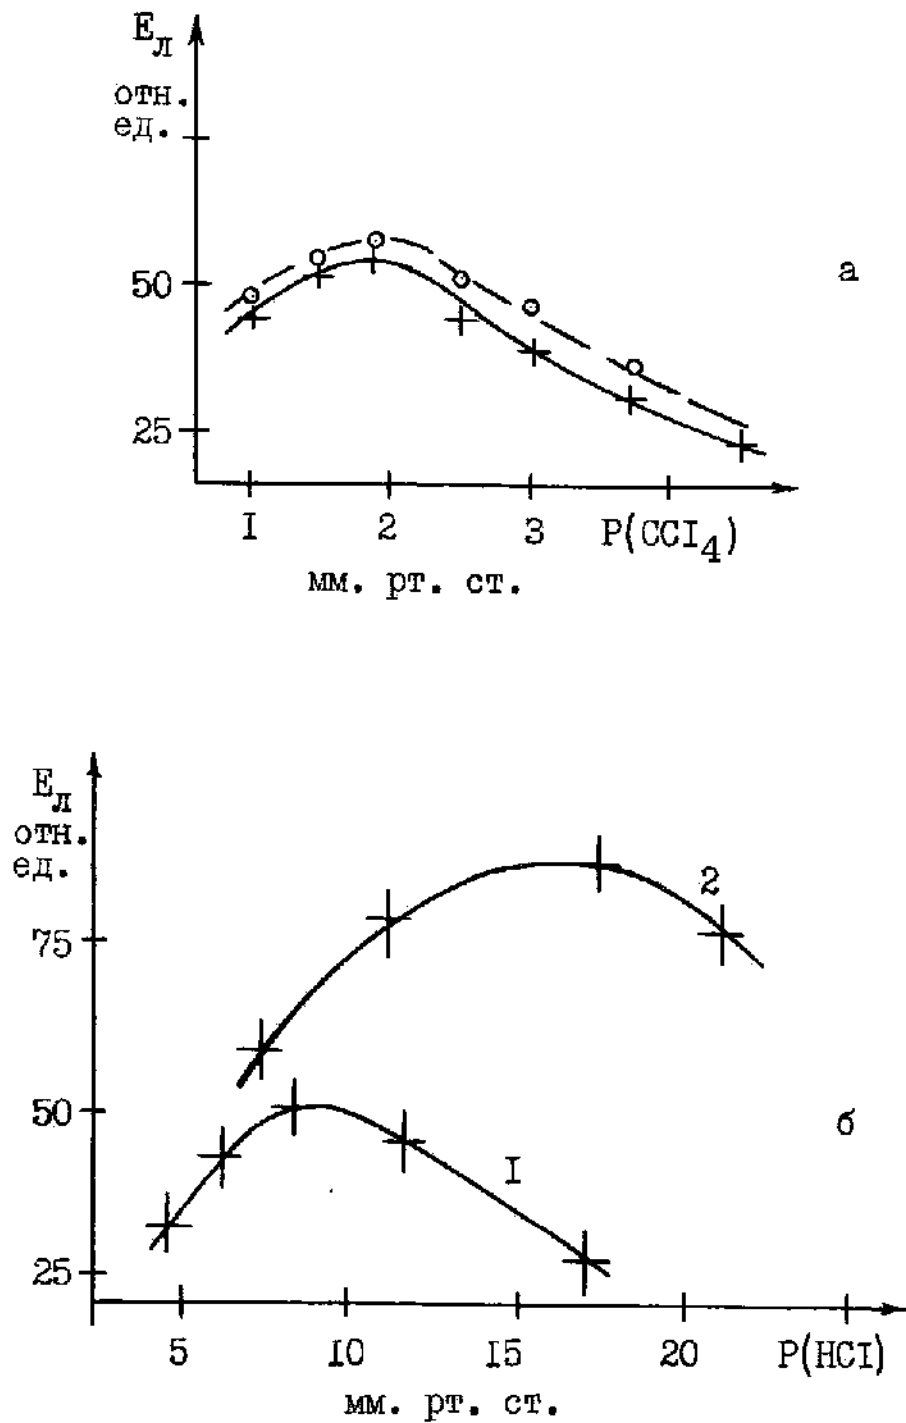 Eл
отн.
ед.
50
25
а
I 2 3 P(CCI4)
мм. рт. ст.
Eл
отн.
ед.
75
50
25
2
I
б
5 I0 I5 20 P(HCI)
мм. рт. ст.